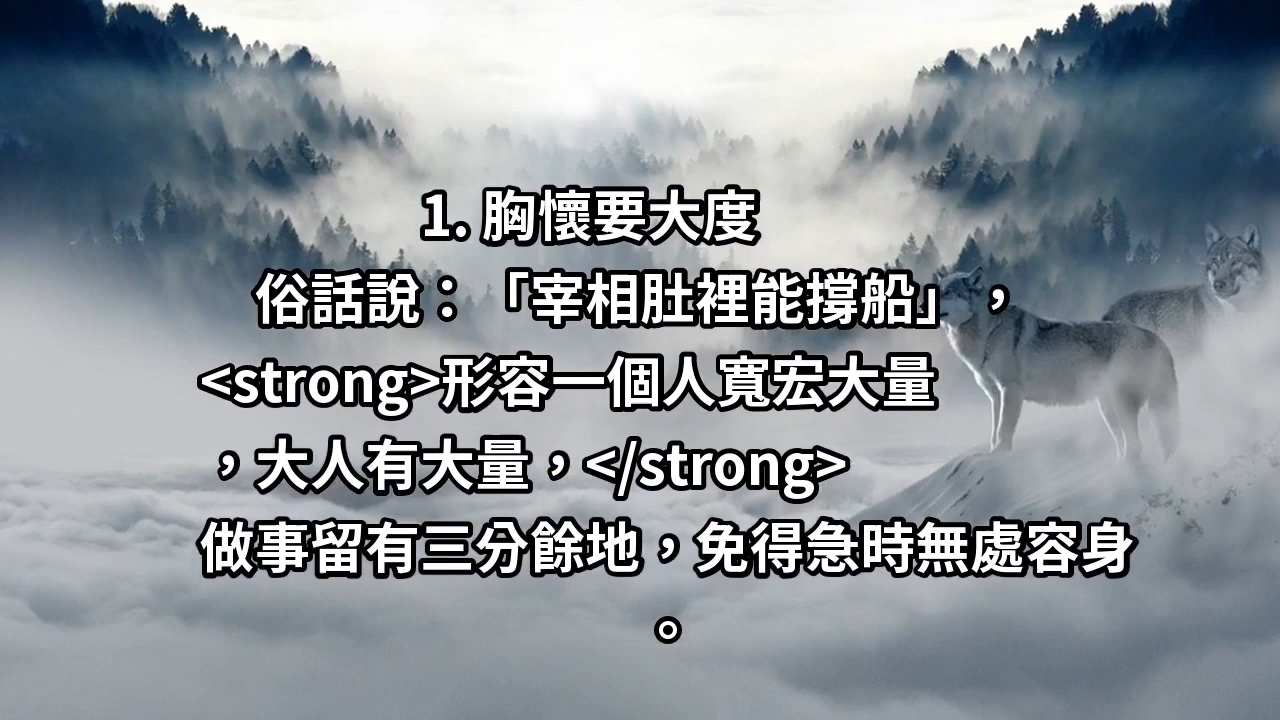 1. 胸懷要大度
俗話說：「宰相肚裡能撐船」，
<strong>形容一個人寬宏大量
，大人有大量，</strong>
做事留有三分餘地，免得急時無處容身
。